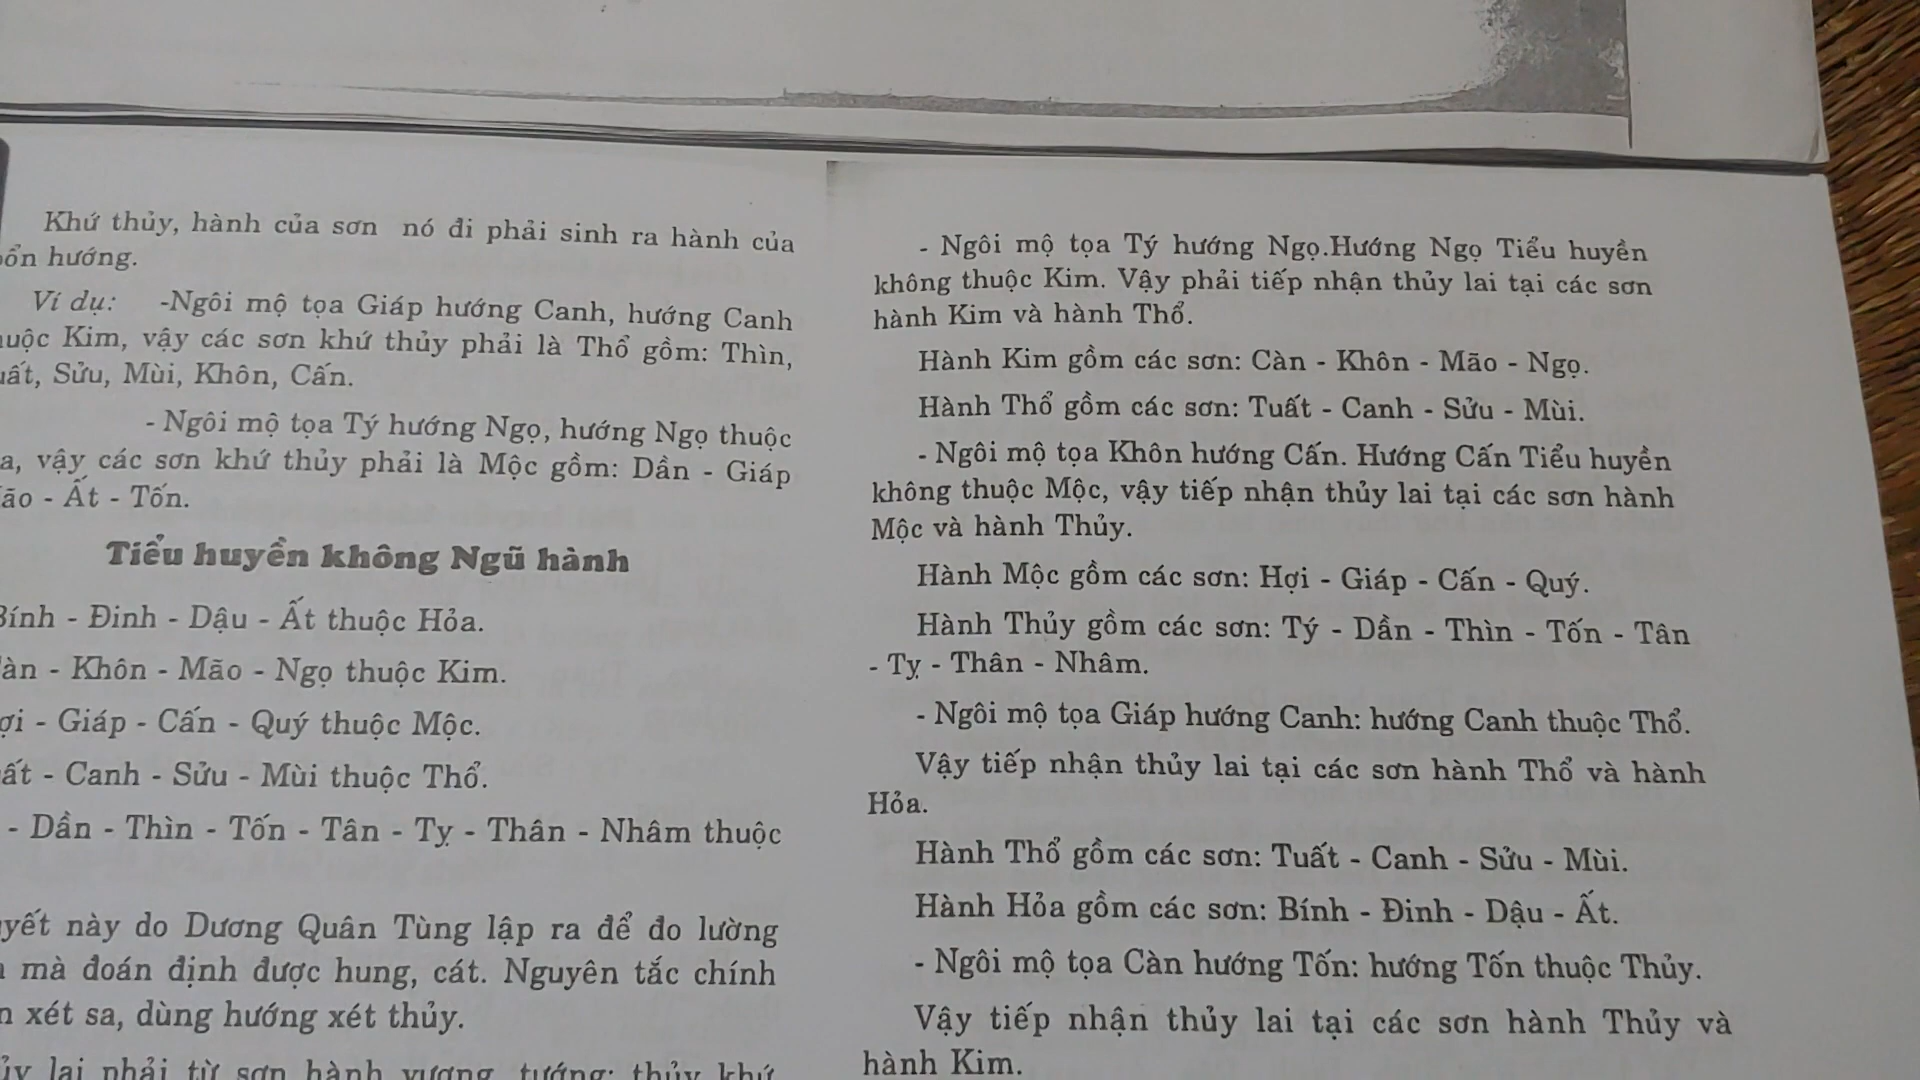 Khứ thủy, hành của sơn nó đi phải sinh ra hành của
hướng.
Ví dụ: -Ngôi mộ tọa Giáp hướng Canh, hướng Canh
Kim, vậy các sơn khứ thủy phải là Thổ gồm: Thìn,
Sửu, Mùi, Khôn, Cấn.
- Ngôi mộ tọa Tý hướng Ngọ, hướng Ngọ thuộc
vậy các sơn khứ thủy phải là Mộc gồm: Dần - Giáp
- Ất - Tốn.
Tiểu huyền không Ngũ hành
Bính - Đinh - Dậu - Ất thuộc Hỏa.
- Khôn - Mão - Ngọ thuộc Kim.
- Giáp - Cấn - Quý thuộc Mộc.
- Canh - Sửu - Mùi thuộc Thổ.
- Dần - Thìn - Tốn - Tân - Tỵ - Thân - Nhâm thuộc
này do Dương Quân Tùng lập ra để đo lường
mà đoán định được hung, cát. Nguyên tắc chính
xét sa, dùng hướng xét thủy.
lai phải từ sơn hành vượng, tướng; thủy khứ
- Ngôi mộ tọa Tý hướng Ngọ.Hướng Ngọ Tiểu huyền
không thuộc Kim. Vậy phải tiếp nhận thủy lai tại các sơn
hành Kim và hành Thổ.
Hành Kim gồm các sơn: Càn - Khôn - Mão - Ngọ.
Hành Thổ gồm các sơn: Tuất - Canh - Sửu - Mùi.
- Ngôi mộ tọa Khôn hướng Cấn. Hướng Cấn Tiểu huyền
không thuộc Mộc, vậy tiếp nhận thủy lai tại các sơn hành
Mộc và hành Thủy.
Hành Mộc gồm các sơn: Hợi - Giáp - Cấn - Quý.
Hành Thủy gồm các sơn: Tý - Dần - Thìn - Tốn - Tân
- Tỵ - Thân - Nhâm.
- Ngôi mộ tọa Giáp hướng Canh: hướng Canh thuộc Thổ.
Vậy tiếp nhận thủy lai tại các sơn hành Thổ và hành
Hỏa.
Hành Thổ gồm các sơn: Tuất - Canh - Sửu - Mùi.
Hành Hỏa gồm các sơn: Bính - Đinh - Dậu - Ất.
- Ngôi mộ tọa Càn hướng Tốn: hướng Tốn thuộc Thủy.
Vậy tiếp nhận thủy lai tại các sơn hành Thủy và
hành Kim.